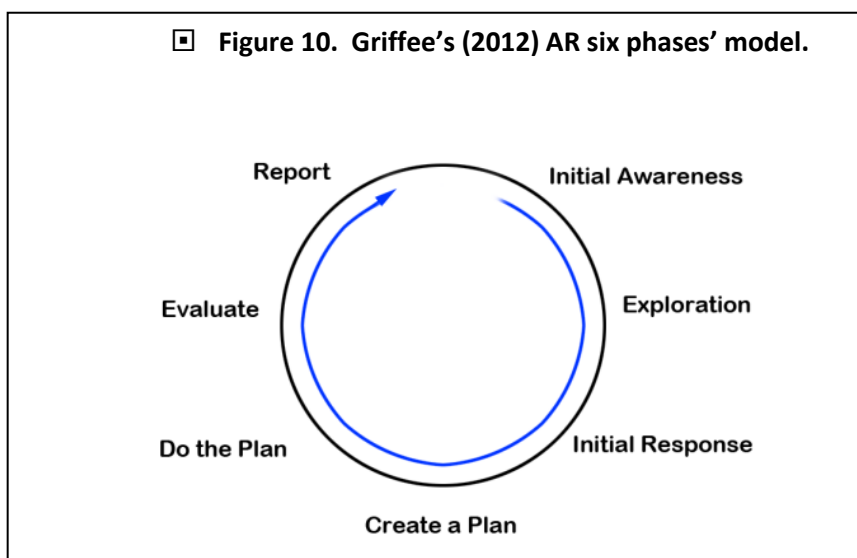 Figure 10. Griffee’s (2012) AR six phases’ model.
Report
Initial Awareness
Evaluate
Exploration
Do the Plan
Initial Response
Create a Plan